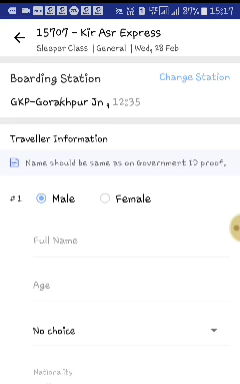 87% 15:17
15707 - Kir Asr Express
Sleeper Class | General | Wed, 28 Feb
Boarding Station Change Station
GKP-Gorakhpur Jn , 12:35
Traveller Information
Name should be same as on Government ID proof.
#1 Male Female
Full Name
Age
No choice
Nationality